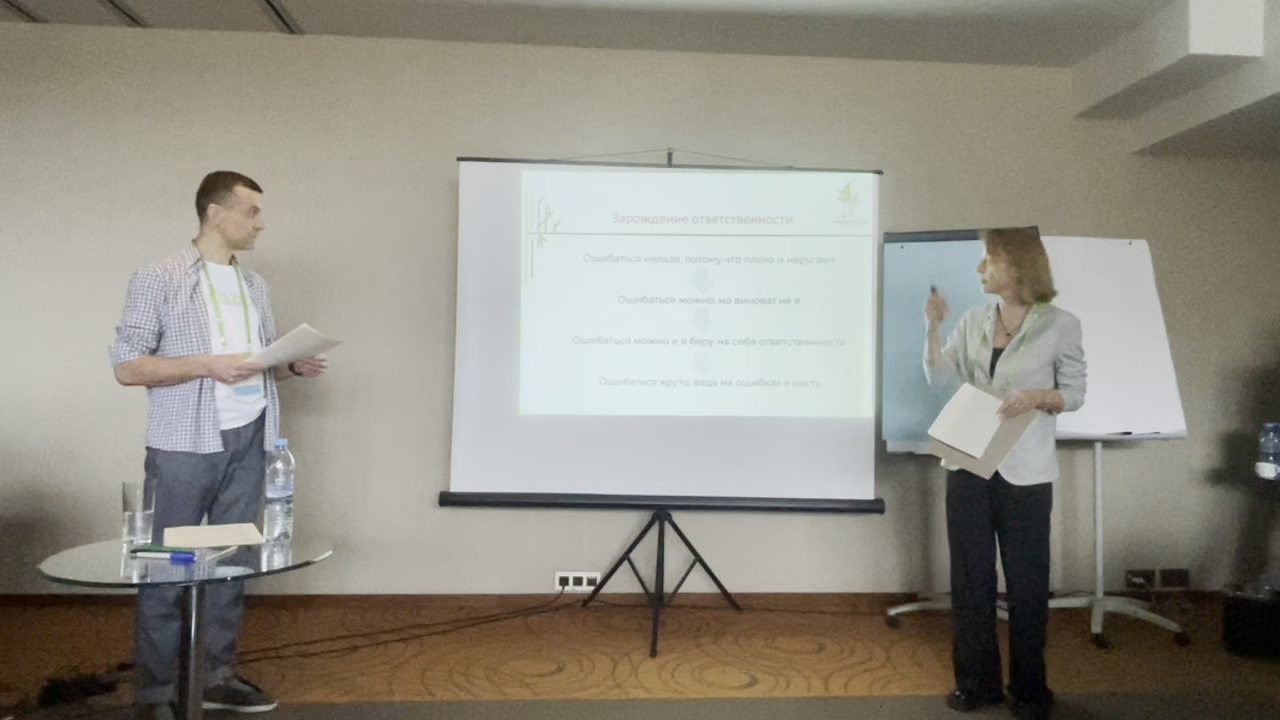 Зарождение ответственности
Ошибаться нельзя, потому что плохо и наругают
Ошибаться можно, но виноват не я
Ошибаться можно и я беру на себя ответственность
Ошибаться круто, ведь на ошибках я расту